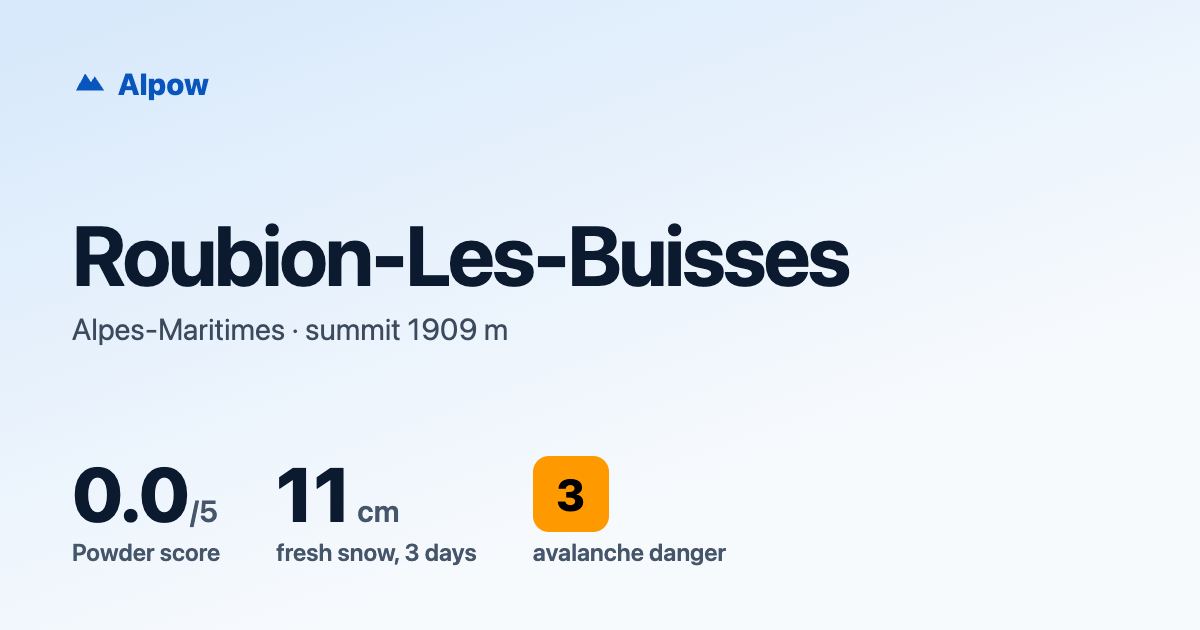 Alpow
Roubion-Les-Buisses
Alpes-Maritimes · summit 1909 m
0.0/5
Powder score
11 cm
fresh snow, 3 days
3
avalanche danger